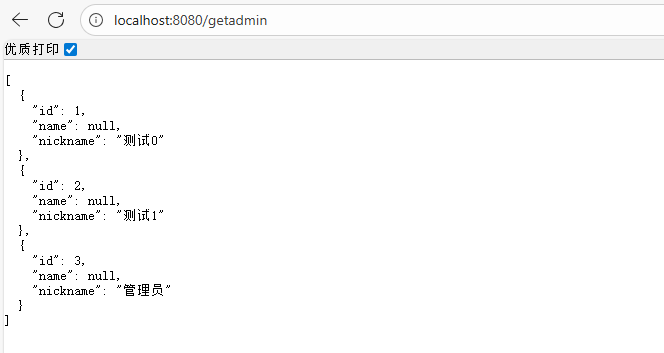 localhost:8080/getadmin
优质打印
[
  {
    "id": 1,
    "name": null,
    "nickname": "测试0"
  },
  {
    "id": 2,
    "name": null,
    "nickname": "测试1"
  },
  {
    "id": 3,
    "name": null,
    "nickname": "管理员"
  }
]